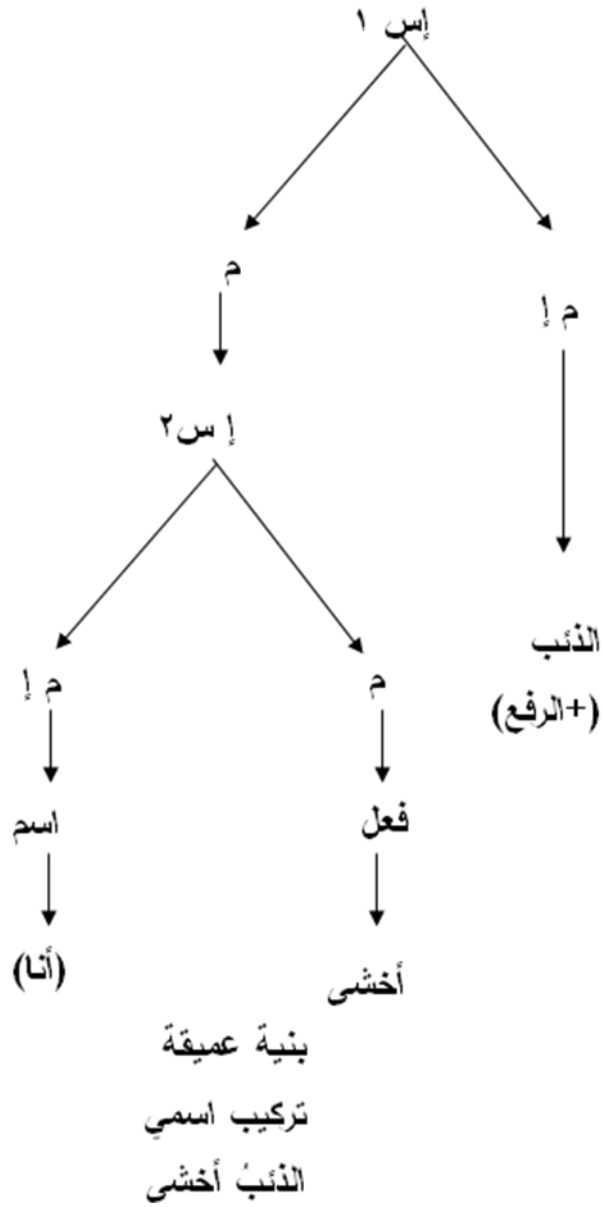 إس ١
م إ
م
إ س٢
الذئب
(+الرفع)
م
م إ
فعل
اسم
أخشى
(أنا)
بنية عميقة
تركيب اسمي
الذئبُ أخشى